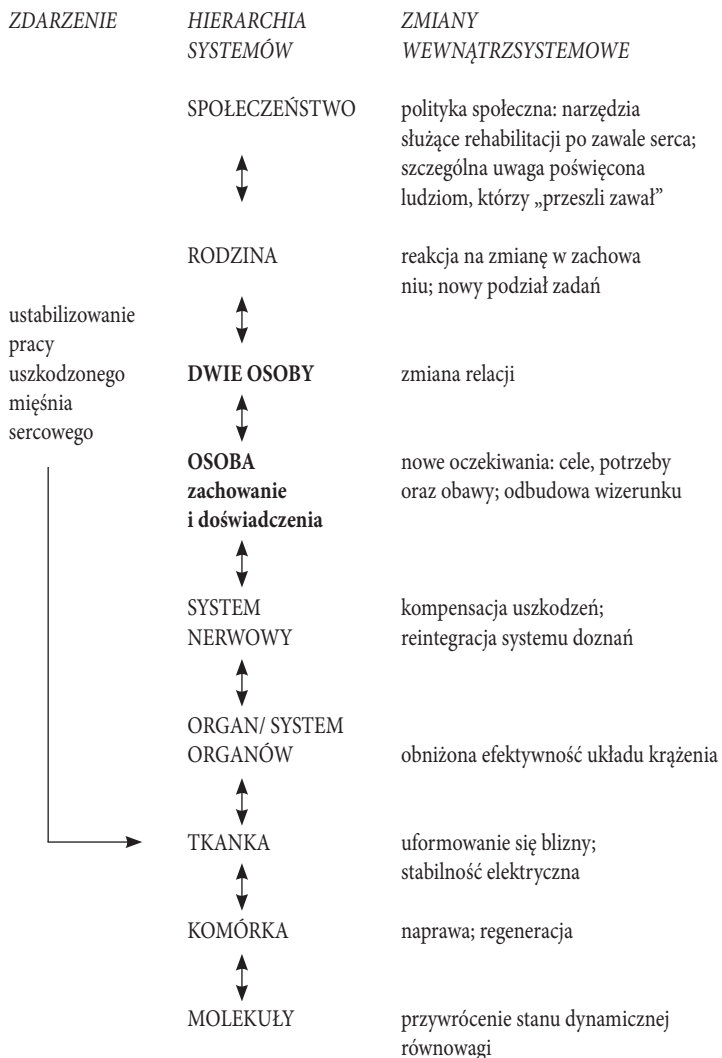 ZDARZENIE
HIERARCHIA
SYSTEMÓW
ZMIANY
WEWNĄTRZSYSTEMOWE
SPOŁECZEŃSTWO
polityka społeczna: narzędzia
służące rehabilitacji po zawale serca;
szczególna uwaga poświęcona
ludziom, którzy „przeszli zawał”
RODZINA
reakcja na zmianę w zachowa
niu; nowy podział zadań
ustabilizowanie
pracy
uszkodzonego
mięśnia
sercowego
DWIE OSOBY
zmiana relacji
OSOBA
zachowanie
i doświadczenia
nowe oczekiwania: cele, potrzeby
oraz obawy; odbudowa wizerunku
SYSTEM
NERWOWY
kompensacja uszkodzeń;
reintegracja systemu doznań
ORGAN/ SYSTEM
ORGANÓW
obniżona efektywność układu krążenia
TKANKA
uformowanie się blizny;
stabilność elektryczna
KOMÓRKA
naprawa; regeneracja
MOLEKUŁY
przywrócenie stanu dynamicznej
równowagi